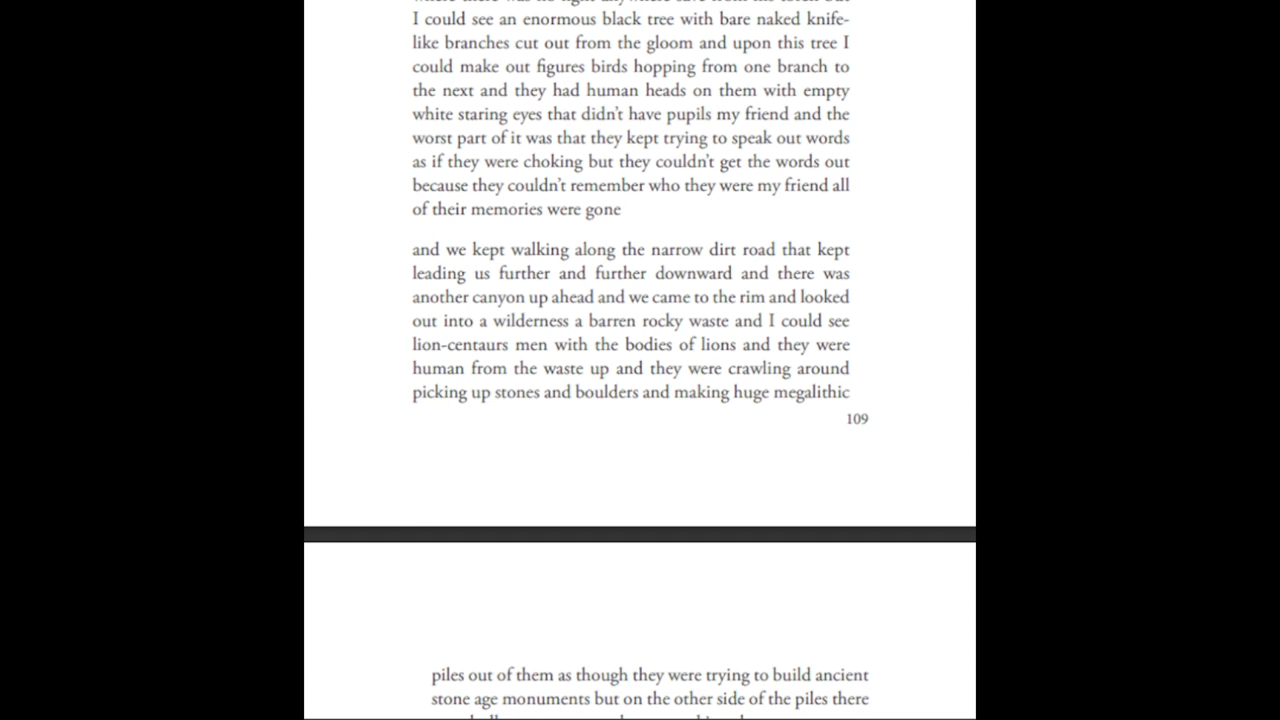 I could see an enormous black tree with bare naked knife-
like branches cut out from the gloom and upon this tree I
could make out figures birds hopping from one branch to
the next and they had human heads on them with empty
white staring eyes that didn't have pupils my friend and the
worst part of it was that they kept trying to speak out words
as if they were choking but they couldn't get the words out
because they couldn't remember who they were my friend all
of their memories were gone
and we kept walking along the narrow dirt road that kept
leading us further and further downward and there was
another canyon up ahead and we came to the rim and looked
out into a wilderness a barren rocky waste and I could see
lion-centaurs men with the bodies of lions and they were
human from the waste up and they were crawling around
picking up stones and boulders and making huge megalithic
109
piles out of them as though they were trying to build ancient
stone age monuments but on the other side of the piles there